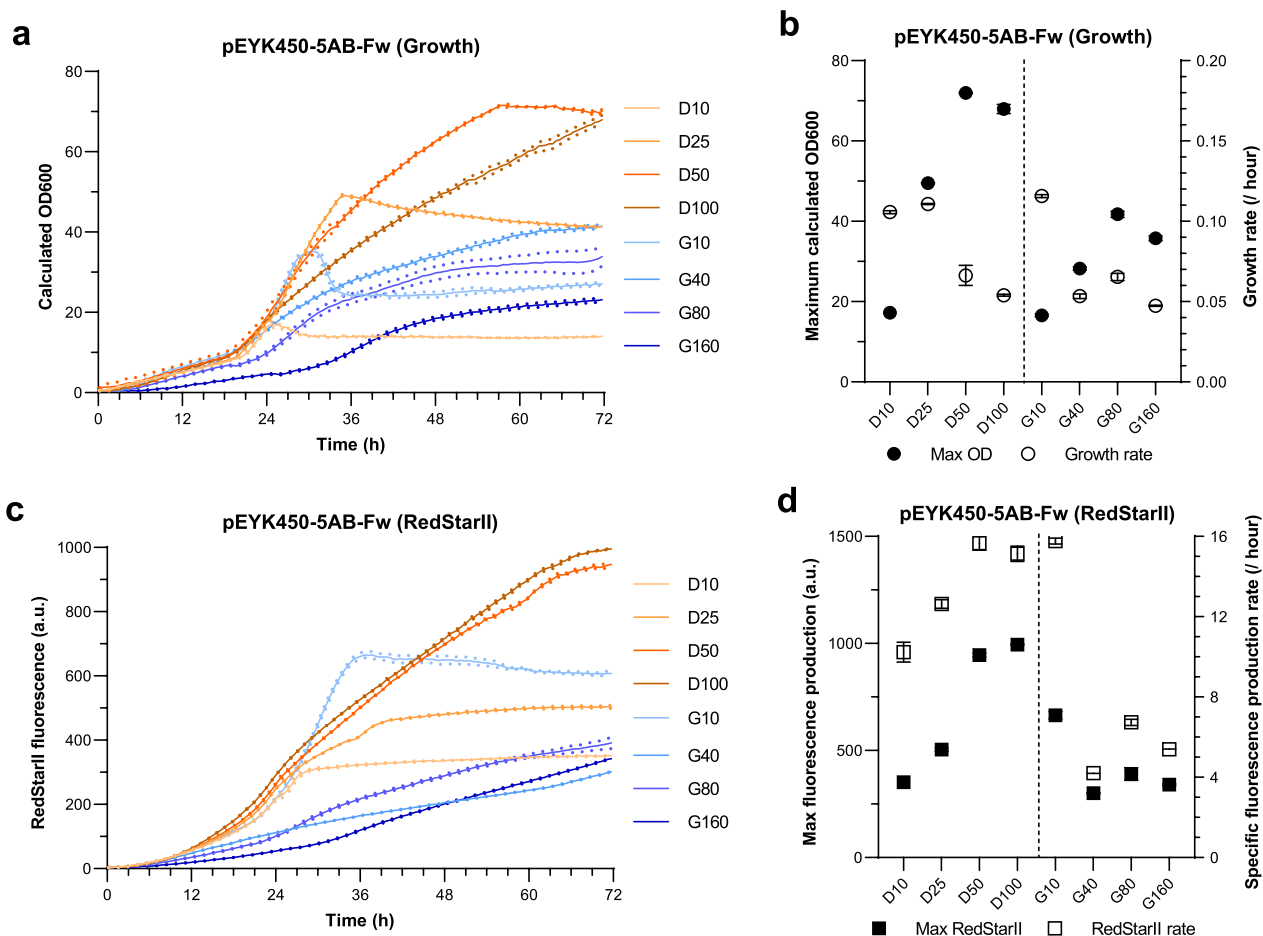 a
pEYK450-5AB-Fw (Growth)
Calculated OD600
80
60
40
20
0
0 12 24 36 48 60 72
Time (h)
D10
D25
D50
D100
G10
G40
G80
G160
b
pEYK450-5AB-Fw (Growth)
Maximum calculated OD600
80
60
40
20
0
0.20
0.15
0.10
0.05
0.00
Growth rate (/ hour)
D10 D25 D50 D100 G10 G40 G80 G160
Max OD Growth rate
c
pEYK450-5AB-Fw (RedStarII)
RedStarII fluorescence (a.u.)
1000
800
600
400
200
0
0 12 24 36 48 60 72
Time (h)
D10
D25
D50
D100
G10
G40
G80
G160
d
pEYK450-5AB-Fw (RedStarII)
Max fluorescence production (a.u.)
1500
1000
500
0
16
12
8
4
0
Specific fluorescence production rate (/ hour)
D10 D25 D50 D100 G10 G40 G80 G160
Max RedStarII RedStarII rate